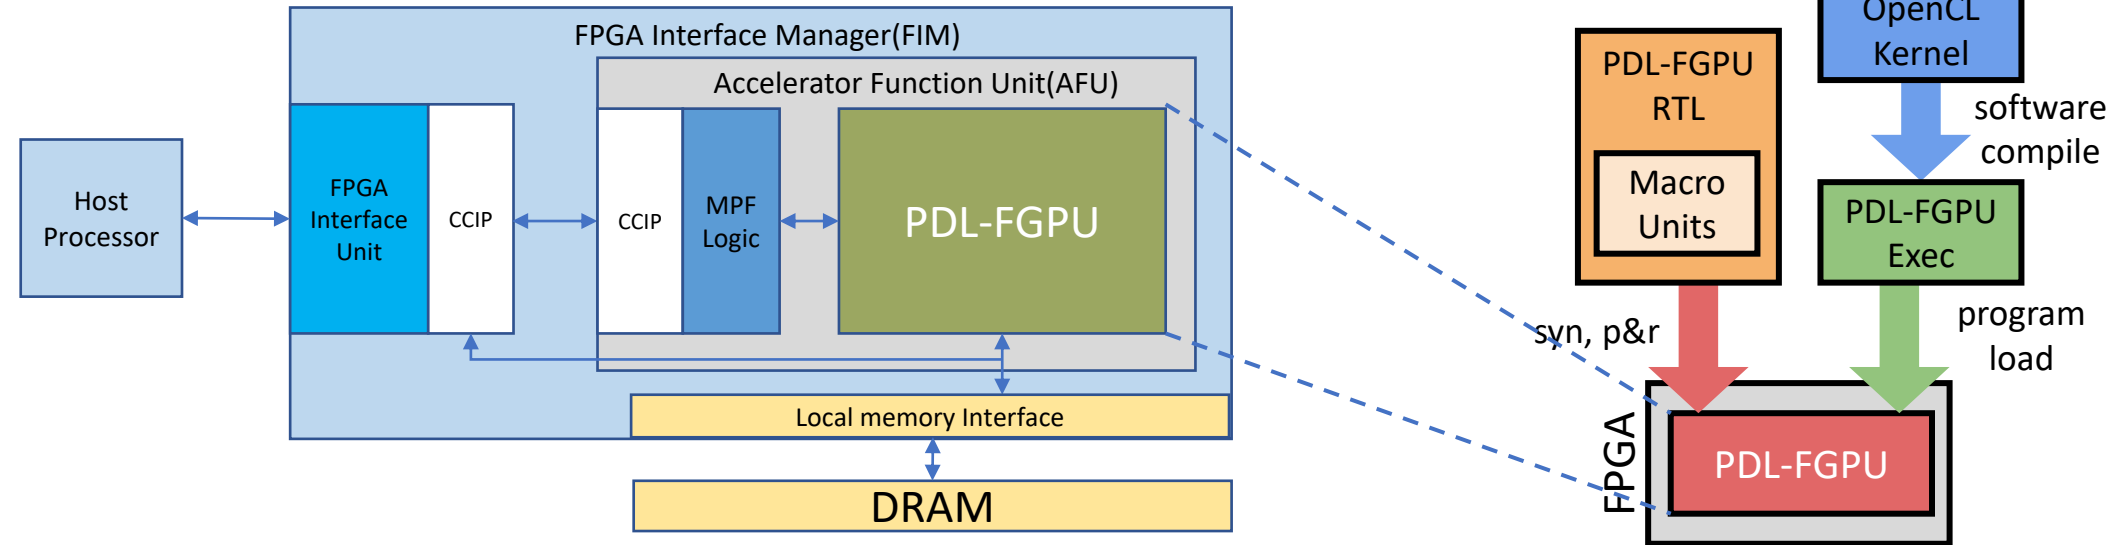 FPGA Interface Manager(FIM)
Accelerator Function Unit(AFU)
Host
Processor
FPGA
Interface
Unit
CCIP
CCIP
MPF
Logic
PDL-FGPU
Local memory Interface
DRAM
PDL-FGPU
RTL
Macro
Units
OpenCL
Kernel
software
compile
PDL-FGPU
Exec
syn, p&r
program
load
FPGA
PDL-FGPU